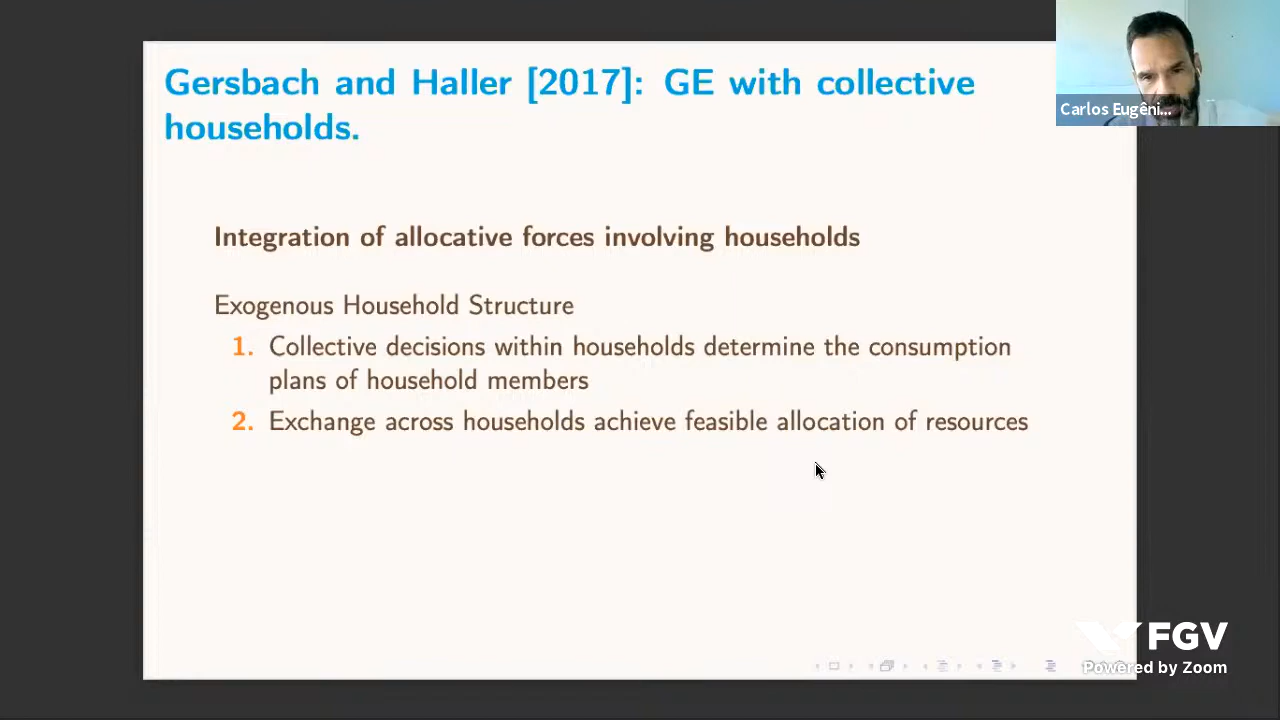 Gersbach and Haller [2017]: GE with collective
households.
Carlos Eugêni...
Integration of allocative forces involving households
Exogenous Household Structure
1. Collective decisions within households determine the consumption
plans of household members
2. Exchange across households achieve feasible allocation of resources
FGV
Powered by Zoom